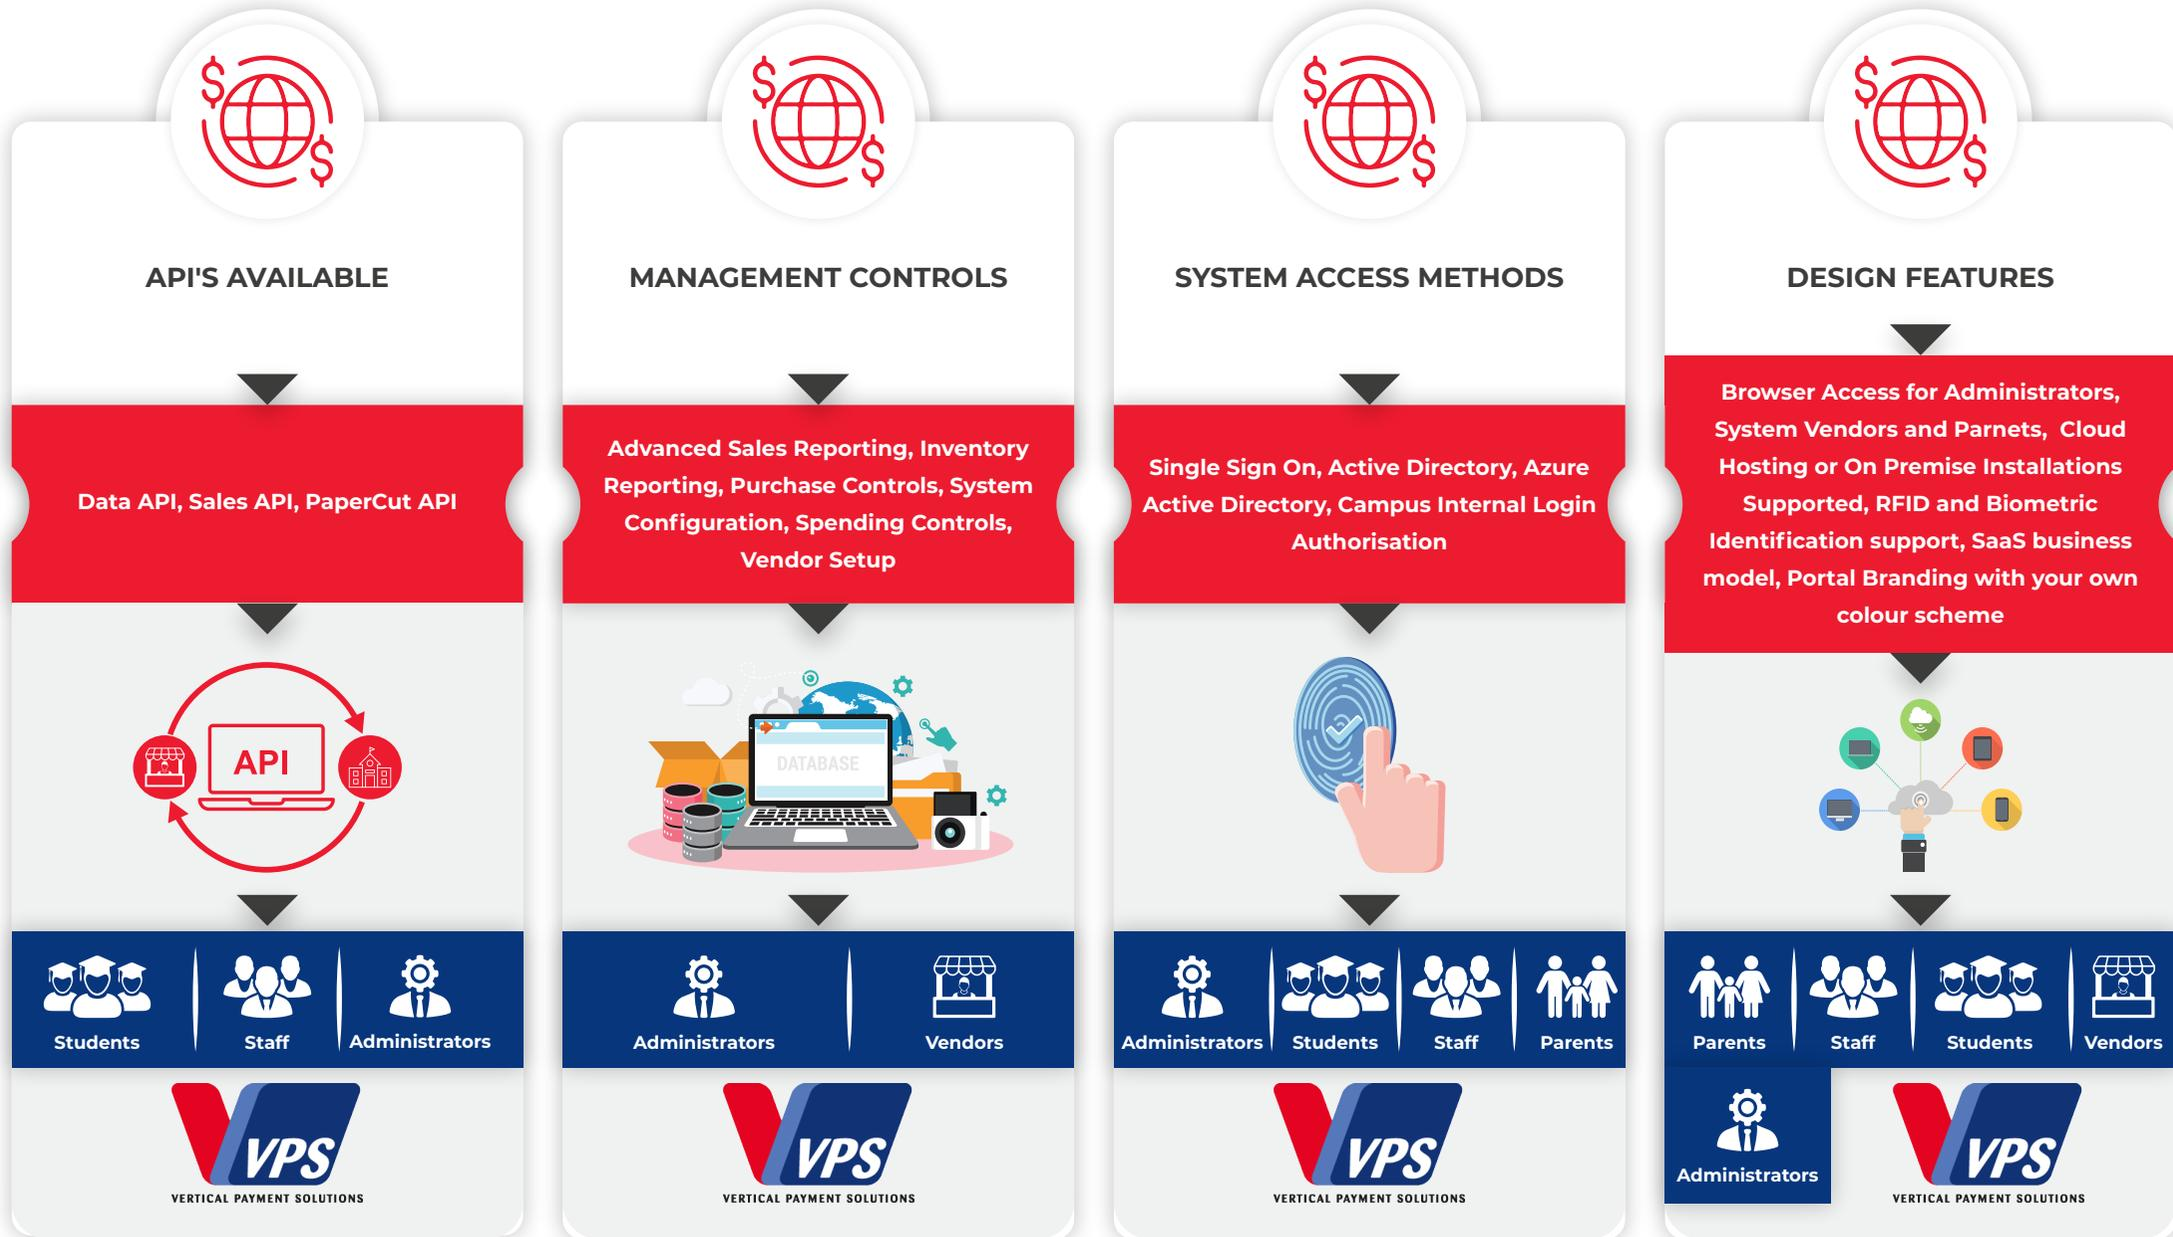 API'S AVAILABLE
Data API, Sales API, PaperCut API
API
Students
Staff
Administrators
VPS
VERTICAL PAYMENT SOLUTIONS
MANAGEMENT CONTROLS
Advanced Sales Reporting, Inventory
Reporting, Purchase Controls, System
Configuration, Spending Controls,
Vendor Setup
DATABASE
Administrators
Vendors
VPS
VERTICAL PAYMENT SOLUTIONS
SYSTEM ACCESS METHODS
Single Sign On, Active Directory, Azure
Active Directory, Campus Internal Login
Authorisation
Administrators
Students
Staff
Parents
VPS
VERTICAL PAYMENT SOLUTIONS
DESIGN FEATURES
Browser Access for Administrators,
System Vendors and Parnets, Cloud
Hosting or On Premise Installations
Supported, RFID and Biometric
Identification support, SaaS business
model, Portal Branding with your own
colour scheme
Parents
Staff
Students
Vendors
Administrators
VPS
VERTICAL PAYMENT SOLUTIONS